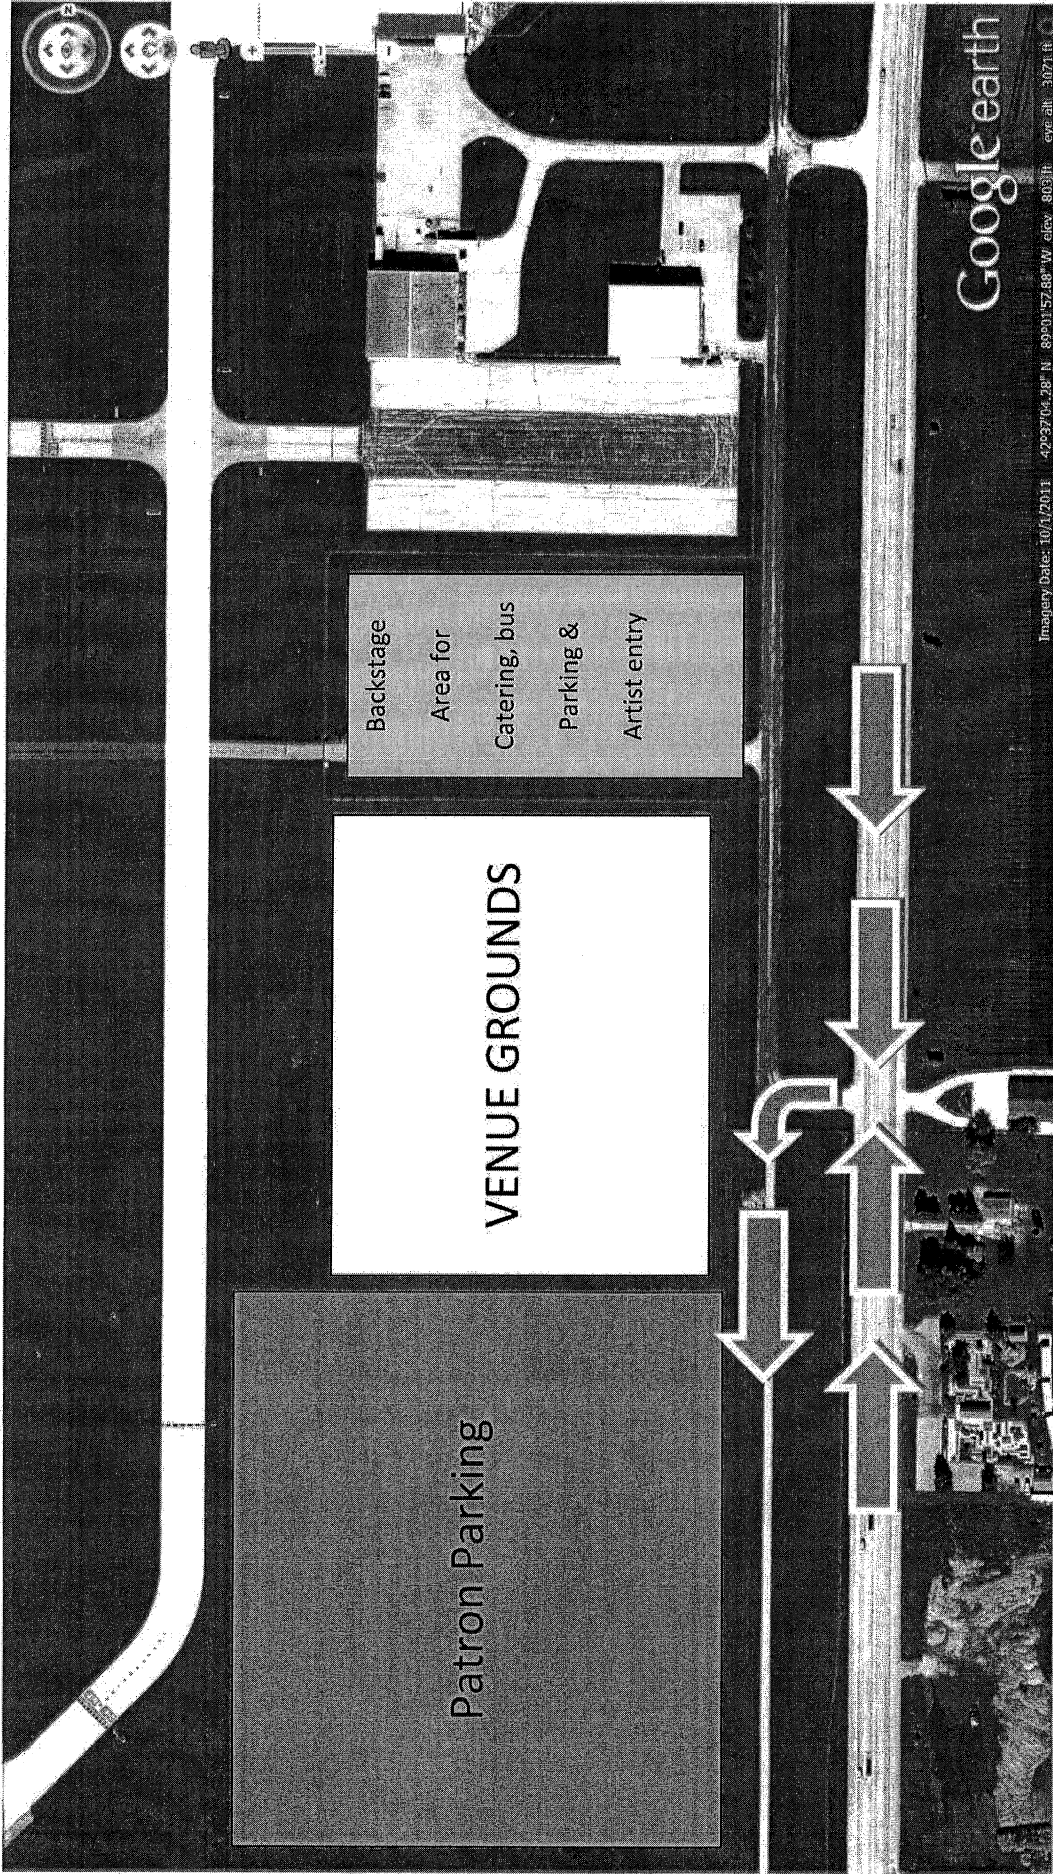 Patron Parking
VENUE GROUNDS
Backstage
Area for
Catering, bus
Parking &
Artist entry
N
Google earth
Imagery Date: 10/1/2011 42°37'04.28" N 89°01'57.88" W elev 803 ft eye alt 3071 ft